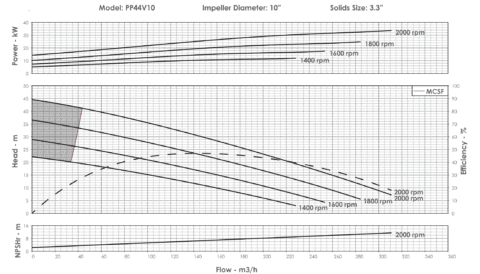 Model: PP44V10 Impeller Diameter: 10" Solids Size: 3.3"
Power - kW
40
30
20
10
0
2000 rpm
1800 rpm
1600 rpm
1400 rpm
MCSF
Head - m
50
45
40
35
30
25
20
15
10
5
0
Efficiency - %
100
90
80
70
60
50
40
30
20
10
0
2000 rpm
2000 rpm
1800 rpm
1600 rpm
1400 rpm
NPSHr - m
2000 rpm
0 20 40 60 80 100 120 140 160 180 200 220 240 260 280 300 320 340 360
Flow - m3/h